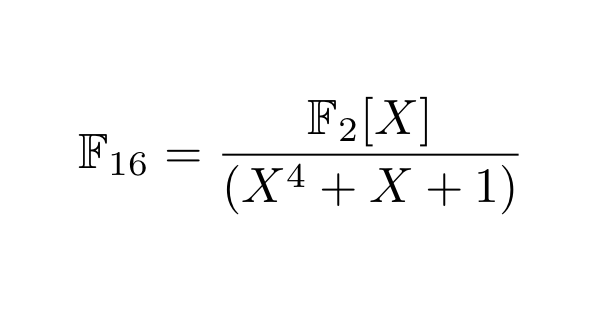 𝔽₁₆ = 𝔽₂[X] / (X⁴ + X + 1)